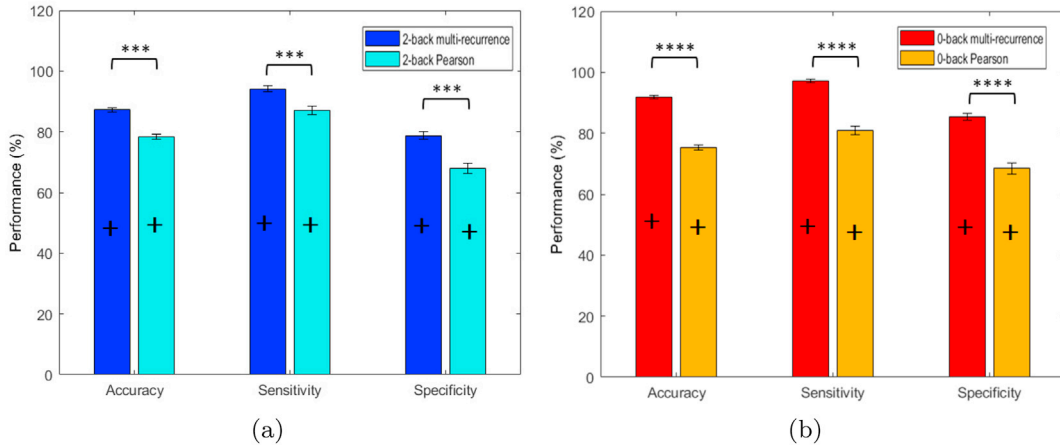 120
100
80
60
40
20
0
Performance (%)
2-back multi-recurrence
2-back Pearson
***
***
***
+ + + + + +
Accuracy Sensitivity Specificity
(a)
120
100
80
60
40
20
0
Performance (%)
0-back multi-recurrence
0-back Pearson
****
****
****
+ + + + + +
Accuracy Sensitivity Specificity
(b)